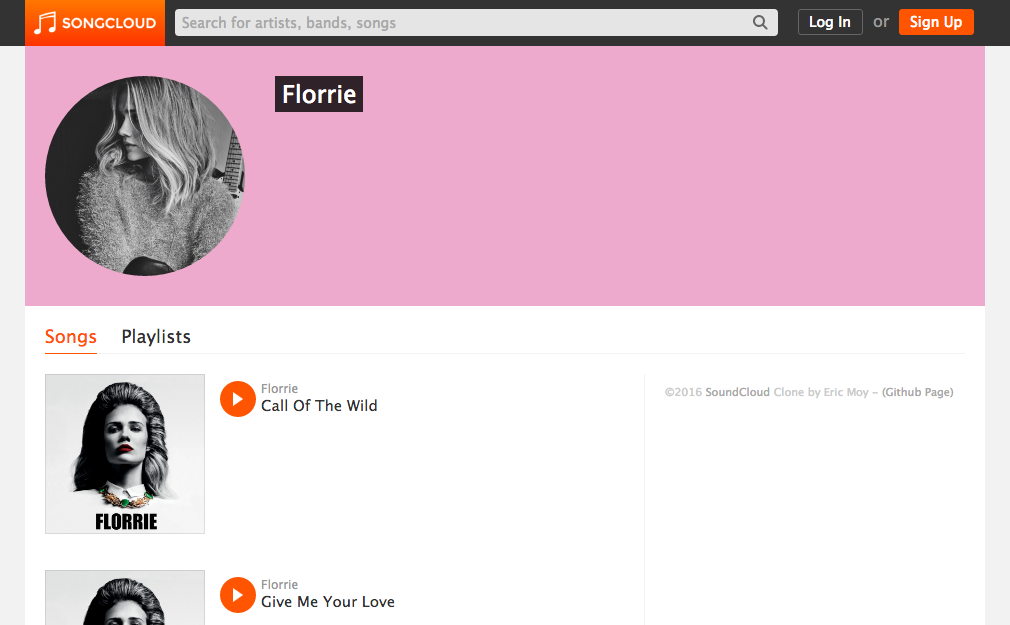 SONGCLOUD
Search for artists, bands, songs
Log In or Sign Up
Florrie
Songs Playlists
FLORRIE
Florrie
Call Of The Wild
©2016 SoundCloud Clone by Eric Moy – (Github Page)
Florrie
Give Me Your Love